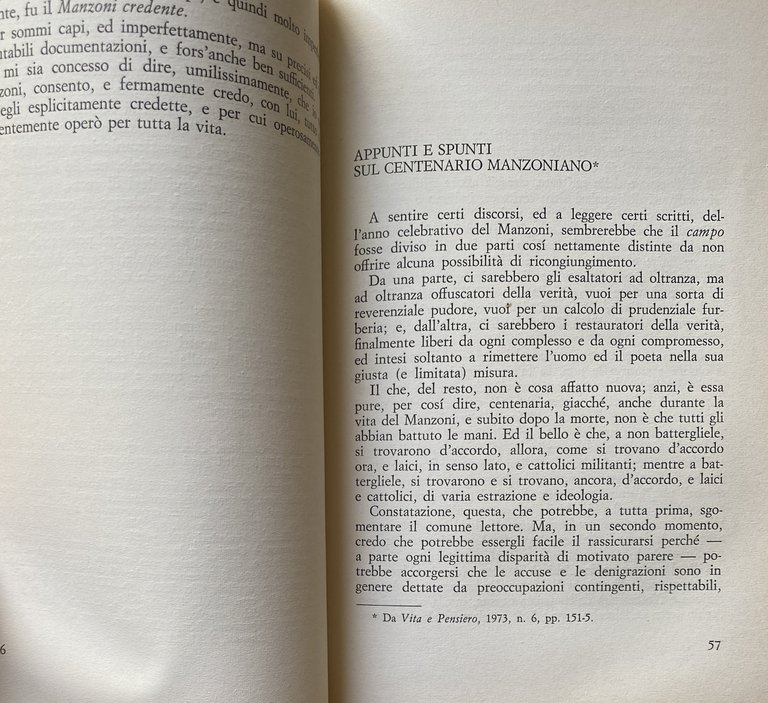 nte, fu il Manzoni credente.
r sommi capi, ed imperfettamente, ma su precisi ed
ntabili documentazioni, e fors'anche ben sufficienti,
mi sia concesso di dire, umilissimamente, che io
zoni, consento, e fermamente credo, con lui, tutto
egli esplicitamente credette, e per cui operosamente
entemente operò per tutta la vita.
6
APPUNTI E SPUNTI
SUL CENTENARIO MANZONIANO*
A sentire certi discorsi, ed a leggere certi scritti, del-
l'anno celebrativo del Manzoni, sembrerebbe che il campo
fosse diviso in due parti cosí nettamente distinte da non
offrire alcuna possibilità di ricongiungimento.
Da una parte, ci sarebbero gli esaltatori ad oltranza, ma
ad oltranza offuscatori della verità, vuoi per una sorta di
reverenziale pudore, vuoi per un calcolo di prudenziale fur-
beria; e, dall'altra, ci sarebbero i restauratori della verità,
finalmente liberi da ogni complesso e da ogni compromesso,
ed intesi soltanto a rimettere l'uomo ed il poeta nella sua
giusta (e limitata) misura.
Il che, del resto, non è cosa affatto nuova; anzi, è essa
pure, per cosí dire, centenaria, giacché, anche durante la
vita del Manzoni, e subito dopo la morte, non è che tutti gli
abbian battuto le mani. Ed il bello è che, a non battergliele,
si trovarono d'accordo, allora, come si trovano d'accordo
ora, e laici, in senso lato, e cattolici militanti; mentre a bat-
tergliele, si trovarono e si trovano, ancora, d'accordo, e laici
e cattolici, di varia estrazione e ideologia.
Constatazione, questa, che potrebbe, a tutta prima, sgo-
mentare il comune lettore. Ma, in un secondo momento,
credo che potrebbe essergli facile il rassicurarsi perché —
a parte ogni legittima disparità di motivato parere — po-
trebbe accorgersi che le accuse e le denigrazioni sono in
genere dettate da preoccupazioni contingenti, rispettabili,
* Da Vita e Pensiero, 1973, n. 6, pp. 151-5.
57